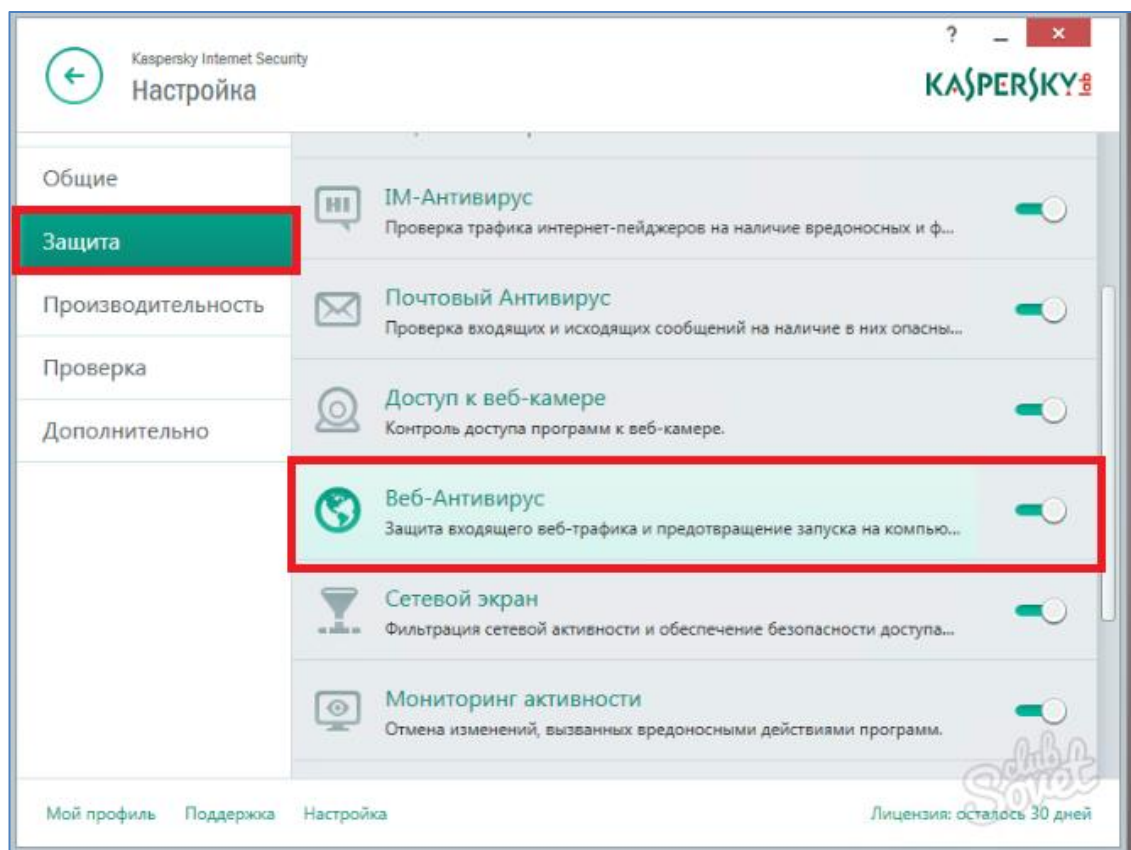 Kaspersky Internet Security
Настройка
?
KASPERSKY lab
Общие
Защита
Производительность
Проверка
Дополнительно
HI
IM-Антивирус
Проверка трафика интернет-пейджеров на наличие вредоносных и ф...
Почтовый Антивирус
Проверка входящих и исходящих сообщений на наличие в них опасны...
Доступ к веб-камере
Контроль доступа программ к веб-камере.
Веб-Антивирус
Защита входящего веб-трафика и предотвращение запуска на компью...
Сетевой экран
Фильтрация сетевой активности и обеспечение безопасности доступа...
Мониторинг активности
Отмена изменений, вызванных вредоносными действиями программ.
club
Sovet
Мой профиль Поддержка Настройка Лицензия: осталось 30 дней